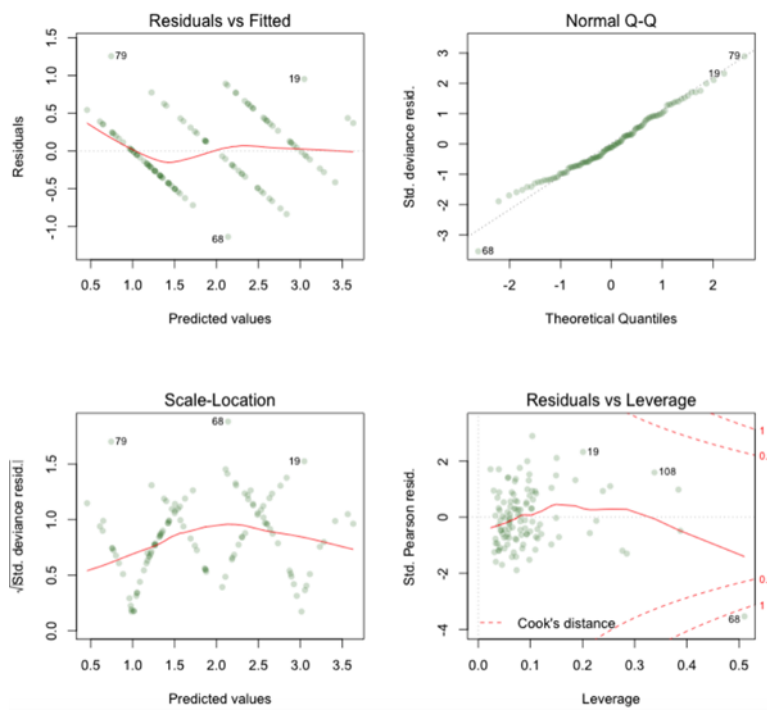 Residuals vs Fitted
Residuals
1.5
1.0
0.5
0.0
-0.5
-1.0
79
19
68
0.5 1.0 1.5 2.0 2.5 3.0 3.5
Predicted values
Normal Q-Q
Std. deviance resid.
3
2
1
0
-1
-2
-3
79
19
68
-2 -1 0 1 2
Theoretical Quantiles
Scale-Location
√|Std. deviance resid.|
1.5
1.0
0.5
0.0
68
79
19
0.5 1.0 1.5 2.0 2.5 3.0 3.5
Predicted values
Residuals vs Leverage
Std. Pearson resid.
2
0
-2
-4
19
108
68
1
0.
0.
1
Cook's distance
0.0 0.1 0.2 0.3 0.4 0.5
Leverage